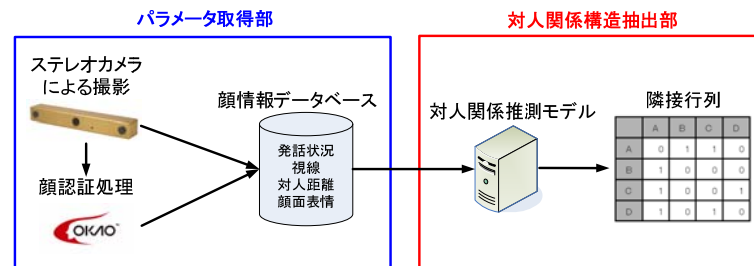 パラメータ取得部
対人関係構造抽出部
ステレオカメラ
による撮影
顔認証処理
OKAO™
顔情報データベース
発話状況
視線
対人距離
顔面表情
対人関係推測モデル
隣接行列
A B C D
A 0 1 1 0
B 1 0 0 0
C 1 0 0 1
D 1 0 1 0